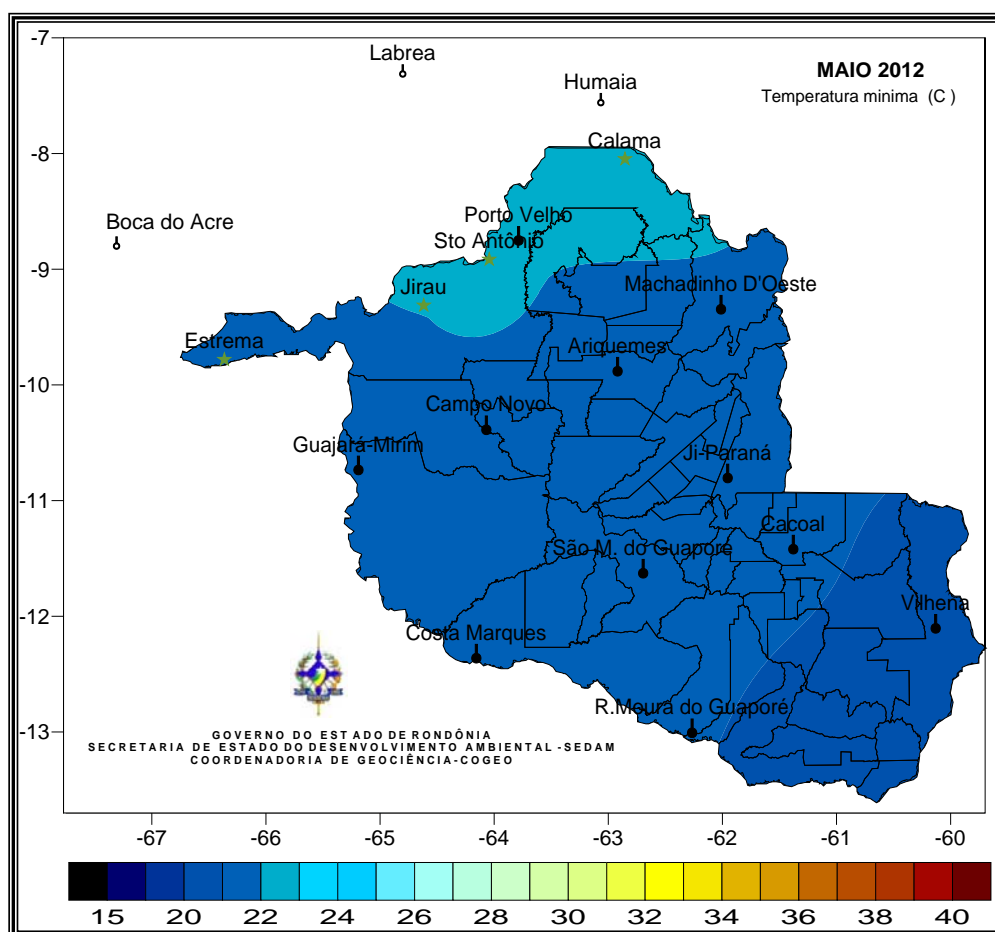 -7
Labrea
MAIO 2012
Humaia
Temperatura minima (C )
Calama
-8
Boca do Acre
Porto Velho
Sto Antônio
-9
Jirau
Machadinho D'Oeste
Estrema
Ariquemes
-10
Campo Novo
Guajará-Mirim
Ji-Paraná
-11
Cacoal
São M. do Guaporé
-12
Vilhena
Costa Marques
R.Moura do Guaporé
-13
GOVERNO DO ESTADO DE RONDÔNIA
SECRETARIA DE ESTADO DO DESENVOLVIMENTO AMBIENTAL -SEDAM
COORDENADORIA DE GEOCIÊNCIA-COGEO
-67 -66 -65 -64 -63 -62 -61 -60
15 20 22 24 26 28 30 32 34 36 38 40